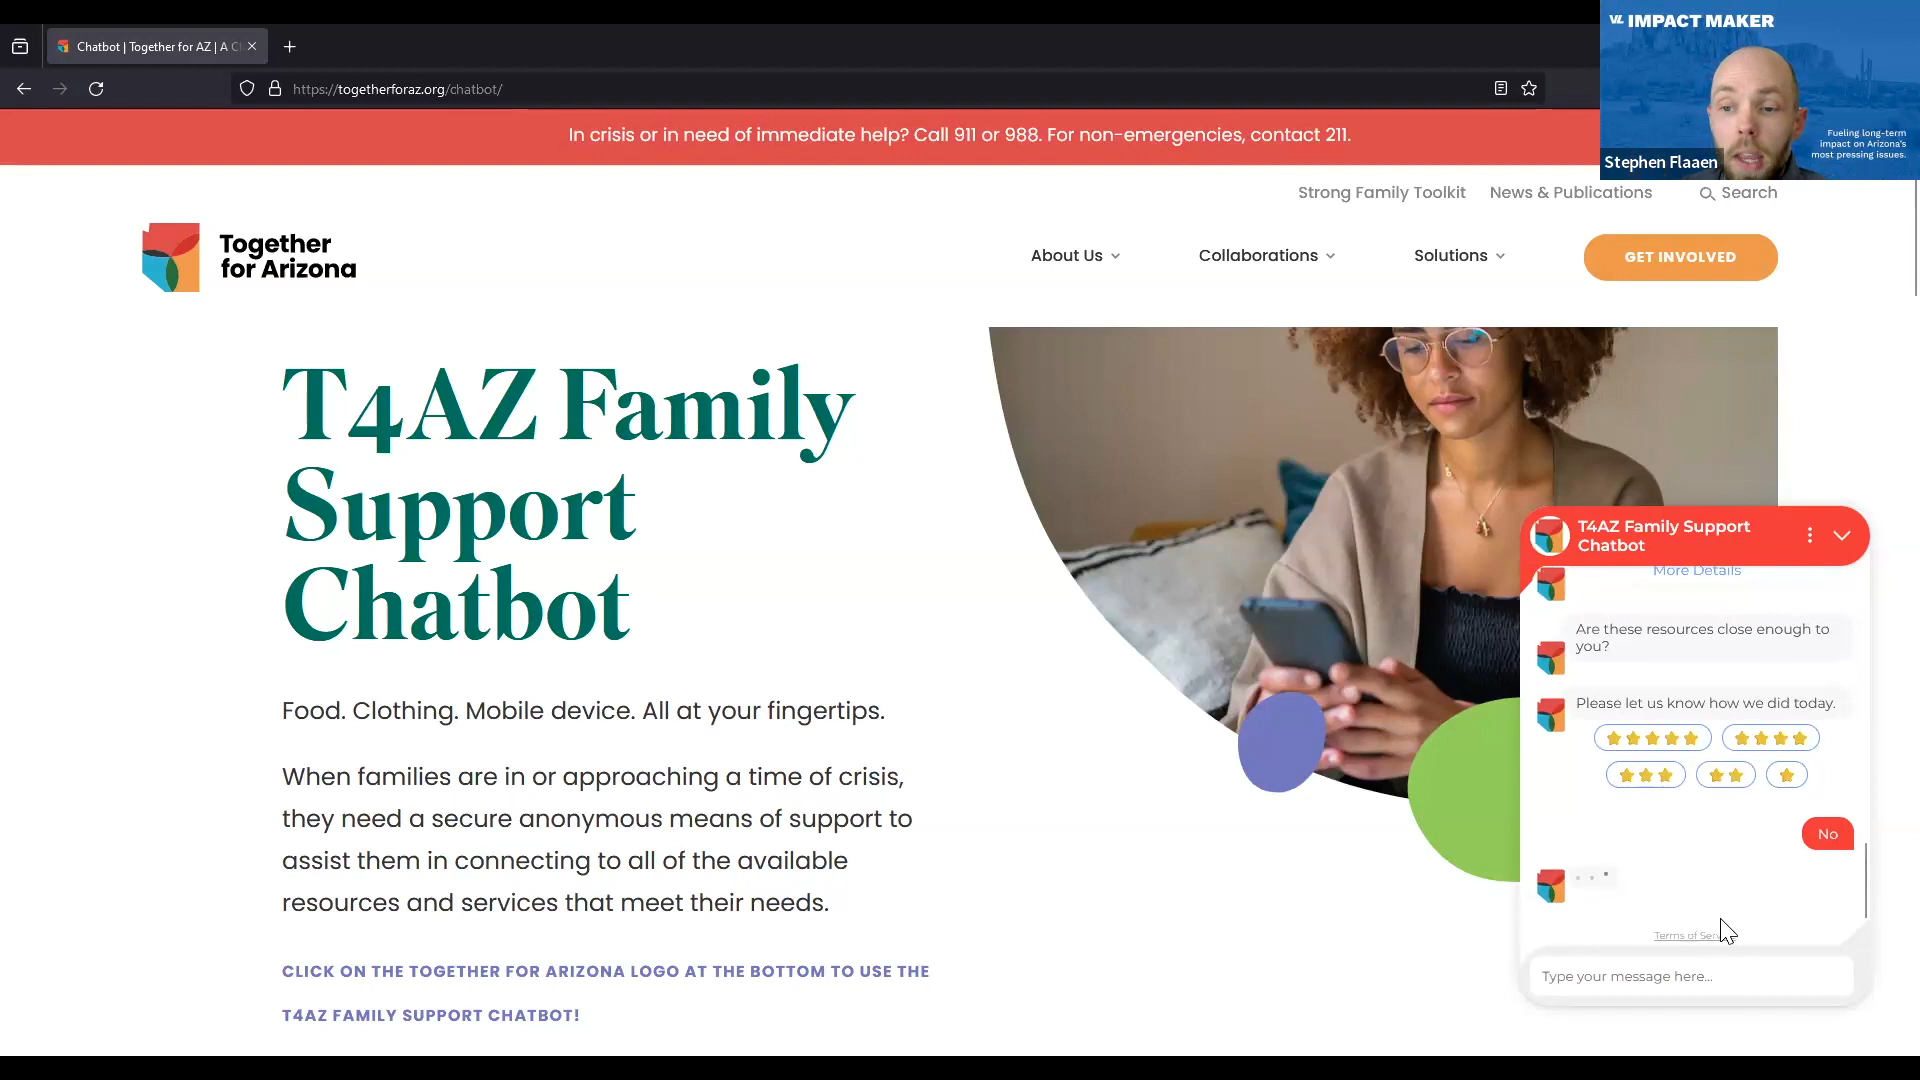 Chatbot | Together for AZ | A C
https://togetherforaz.org/chatbot/
VL IMPACT MAKER
Fueling long-term
impact on Arizona's
most pressing issues.
Stephen Flaaen
In crisis or in need of immediate help? Call 911 or 988. For non-emergencies, contact 211.
Strong Family Toolkit
News & Publications
Search
Together
for Arizona
About Us
Collaborations
Solutions
GET INVOLVED
T4AZ Family
Support
Chatbot
Food. Clothing. Mobile device. All at your fingertips.
When families are in or approaching a time of crisis,
they need a secure anonymous means of support to
assist them in connecting to all of the available
resources and services that meet their needs.
CLICK ON THE TOGETHER FOR ARIZONA LOGO AT THE BOTTOM TO USE THE
T4AZ FAMILY SUPPORT CHATBOT!
T4AZ Family Support
Chatbot
More Details
Are these resources close enough to
you?
Please let us know how we did today.
No
Terms of Serv
Type your message here...